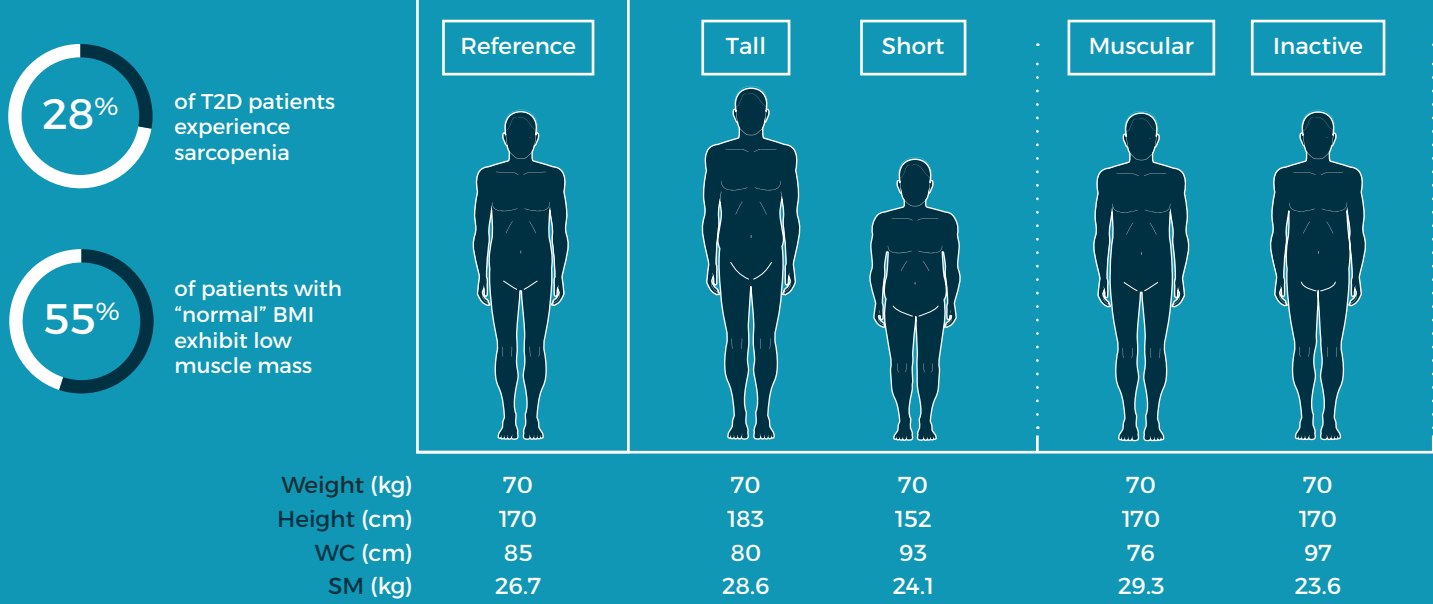 28%
of T2D patients
experience
sarcopenia
55%
of patients with
“normal” BMI
exhibit low
muscle mass
Reference Tall Short Muscular Inactive
Weight (kg) 70 70 70 70 70
Height (cm) 170 183 152 170 170
WC (cm) 85 80 93 76 97
SM (kg) 26.7 28.6 24.1 29.3 23.6